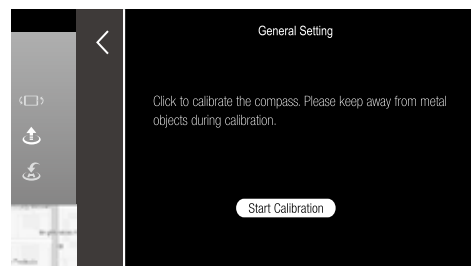 General Setting
Click to calibrate the compass. Please keep away from metal
objects during calibration.
Start Calibration